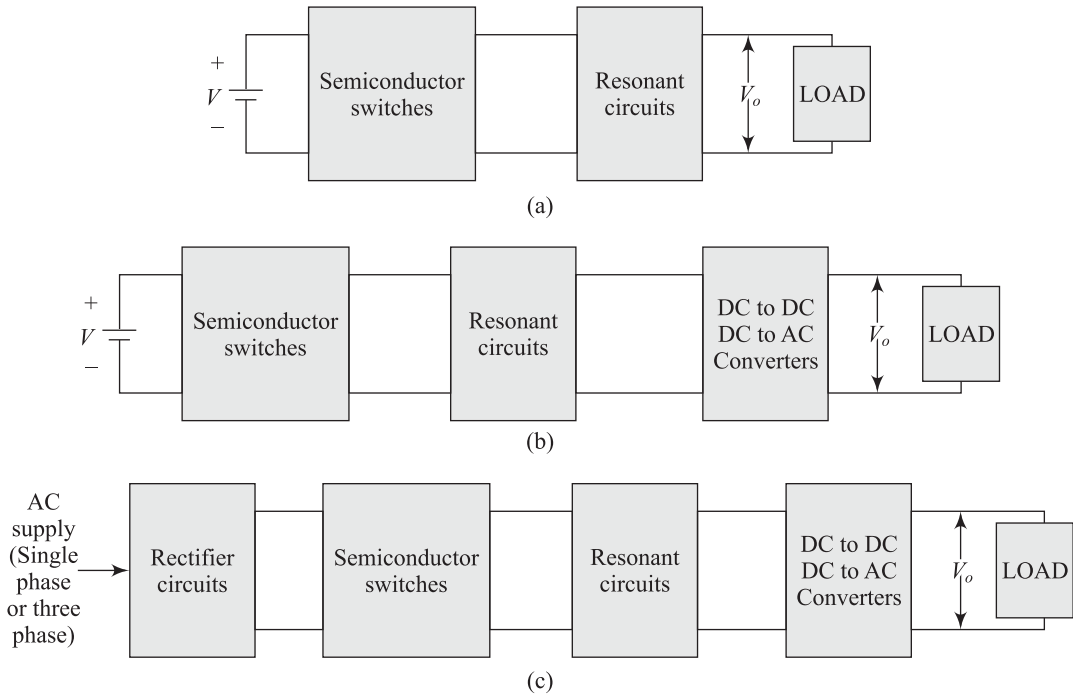 +
V
−
Semiconductor
switches
Resonant
circuits
Vo
LOAD
(a)
+
V
−
Semiconductor
switches
Resonant
circuits
DC to DC
DC to AC
Converters
Vo
LOAD
(b)
AC
supply
(Single
phase
or three
phase)
Rectifier
circuits
Semiconductor
switches
Resonant
circuits
DC to DC
DC to AC
Converters
Vo
LOAD
(c)